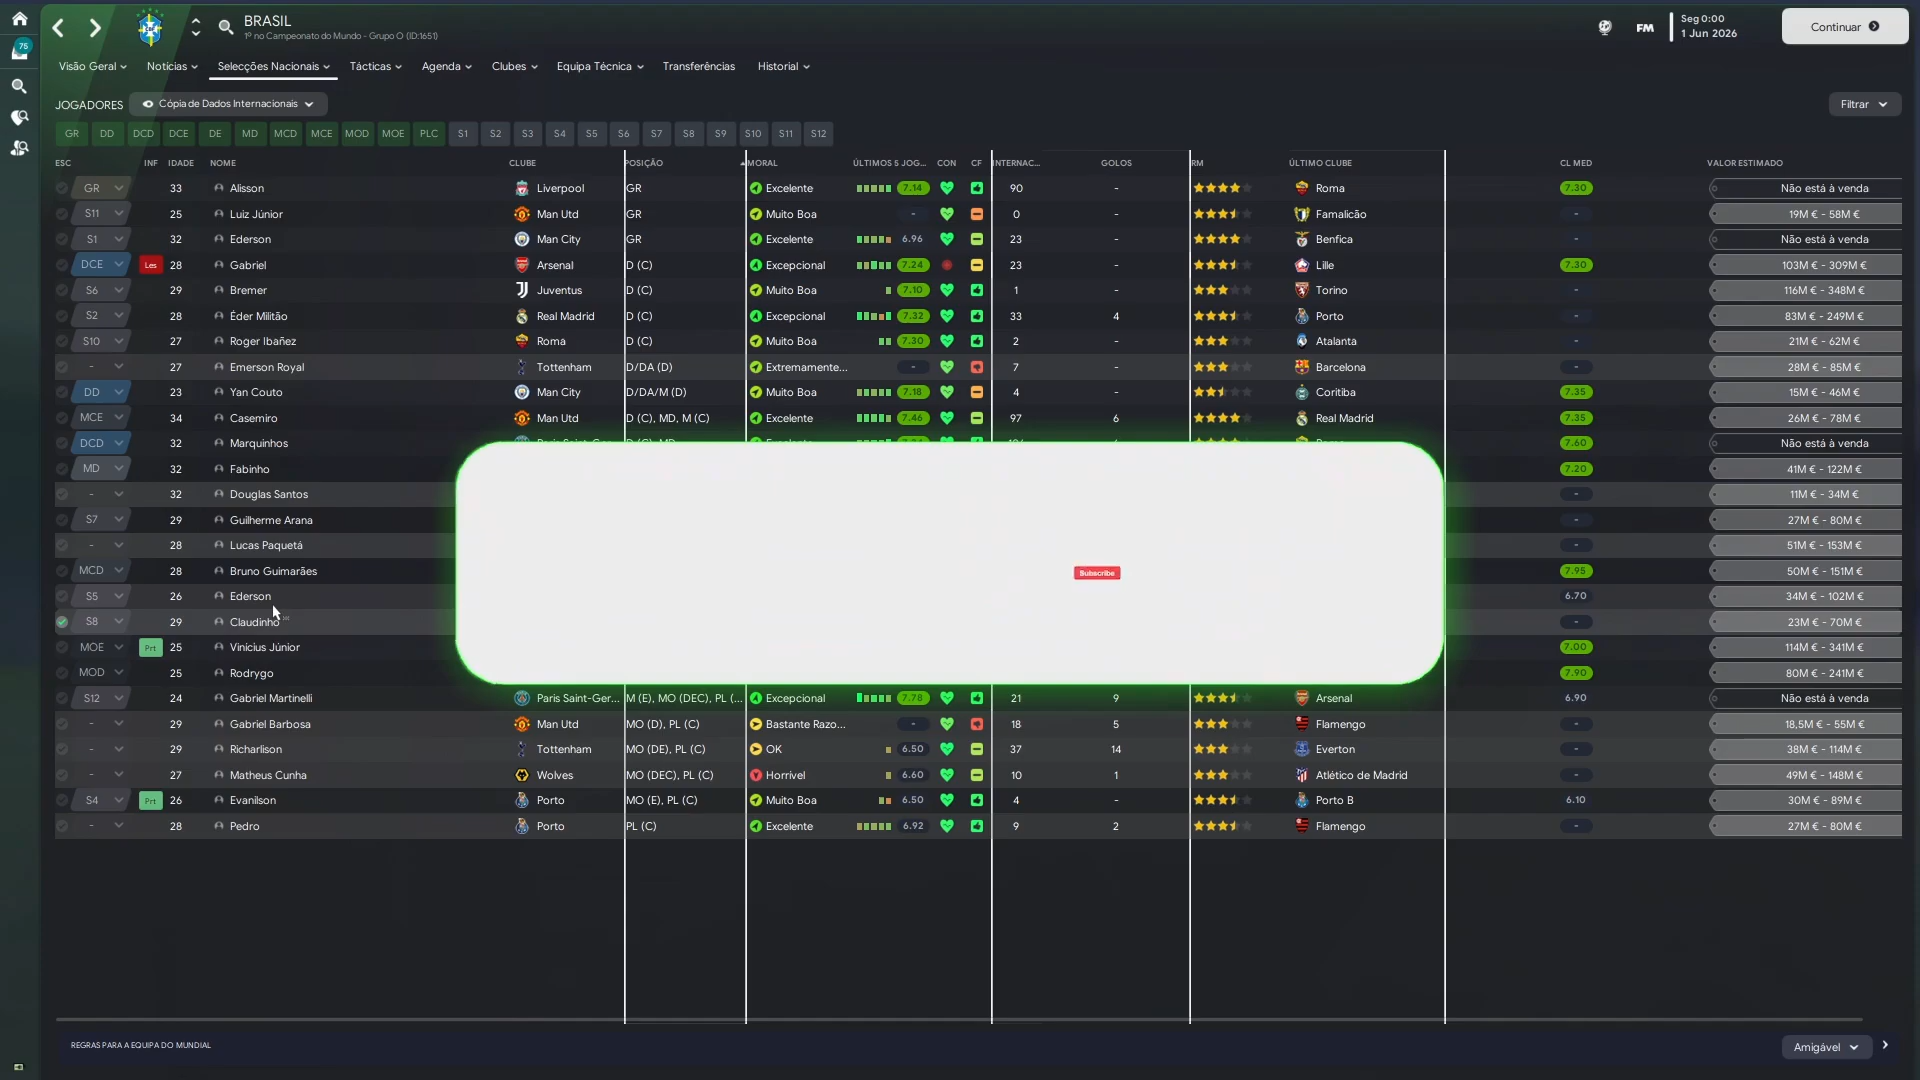 BRASIL
1º no Campeonato do Mundo - Grupo O (ID:1651)
75
FM
Seg 0:00
1 Jun 2026
Continuar
Visão Geral Notícias Selecções Nacionais Tácticas Agenda Clubes Equipa Técnica Transferências Historial
JOGADORES Cópia de Dados Internacionais Filtrar
GR DD DCD DCE DE MD MCD MCE MOD MOE PLC S1 S2 S3 S4 S5 S6 S7 S8 S9 S10 S11 S12
ESC INF IDADE NOME CLUBE POSIÇÃO MORAL ÚLTIMOS 5 JOG... CON CF INTERNAC... GOLOS RM ÚLTIMO CLUBE CL MED VALOR ESTIMADO
GR 33 Alisson Liverpool GR Excelente 7.14 90 - Roma 7.30 Não está à venda
S11 25 Luiz Júnior Man Utd GR Muito Boa - 0 - Famalicão - 19M € - 58M €
S1 32 Ederson Man City GR Excelente 6.96 23 - Benfica - Não está à venda
DCE Les 28 Gabriel Arsenal D (C) Excepcional 7.24 23 - Lille 7.30 103M € - 309M €
S6 29 Bremer Juventus D (C) Muito Boa 7.10 1 - Torino - 116M € - 348M €
S2 28 Éder Militão Real Madrid D (C) Excepcional 7.32 33 4 Porto - 83M € - 249M €
S10 27 Roger Ibañez Roma D (C) Muito Boa 7.30 2 - Atalanta - 21M € - 62M €
- 27 Emerson Royal Tottenham D/DA (D) Extremamente... - 7 - Barcelona - 28M € - 85M €
DD 23 Yan Couto Man City D/DA/M (D) Muito Boa 7.18 4 - Coritiba 7.35 15M € - 46M €
MCE 34 Casemiro Man Utd D (C), MD, M (C) Excelente 7.46 97 6 Real Madrid 7.35 26M € - 78M €
DCD 32 Marquinhos 7.60 Não está à venda
MD 32 Fabinho 7.20 41M € - 122M €
- 32 Douglas Santos - 11M € - 34M €
S7 29 Guilherme Arana - 27M € - 80M €
- 28 Lucas Paquetá - 51M € - 153M €
MCD 28 Bruno Guimarães Subscribe 7.95 50M € - 151M €
S5 26 Ederson 6.70 34M € - 102M €
S8 29 Claudinho - 23M € - 70M €
MOE Prt 25 Vinícius Júnior 7.00 114M € - 341M €
MOD 25 Rodrygo 7.90 80M € - 241M €
S12 24 Gabriel Martinelli Paris Saint-Ger... M (E), MO (DEC), PL (... Excepcional 7.78 21 9 Arsenal 6.90 Não está à venda
- 29 Gabriel Barbosa Man Utd MO (D), PL (C) Bastante Razo... - 18 5 Flamengo - 18,5M € - 55M €
- 29 Richarlison Tottenham MO (DE), PL (C) OK 6.50 37 14 Everton - 38M € - 114M €
- 27 Matheus Cunha Wolves MO (DEC), PL (C) Horrível 6.60 10 1 Atlético de Madrid - 49M € - 148M €
S4 Prt 26 Evanilson Porto MO (E), PL (C) Muito Boa 6.50 4 - Porto B 6.10 30M € - 89M €
- 28 Pedro Porto PL (C) Excelente 6.92 9 2 Flamengo - 27M € - 80M €
REGRAS PARA A EQUIPA DO MUNDIAL
Amigável